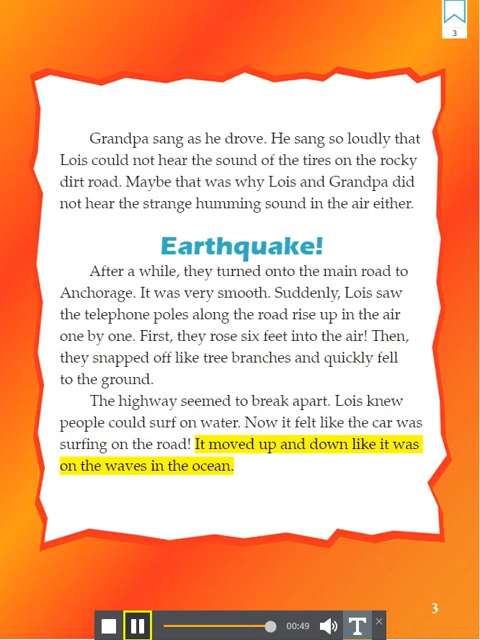 3
Grandpa sang as he drove. He sang so loudly that
Lois could not hear the sound of the tires on the rocky
dirt road. Maybe that was why Lois and Grandpa did
not hear the strange humming sound in the air either.
Earthquake!
After a while, they turned onto the main road to
Anchorage. It was very smooth. Suddenly, Lois saw
the telephone poles along the road rise up in the air
one by one. First, they rose six feet into the air! Then,
they snapped off like tree branches and quickly fell
to the ground.
The highway seemed to break apart. Lois knew
people could surf on water. Now it felt like the car was
surfing on the road! It moved up and down like it was
on the waves in the ocean.
3
00:49
T